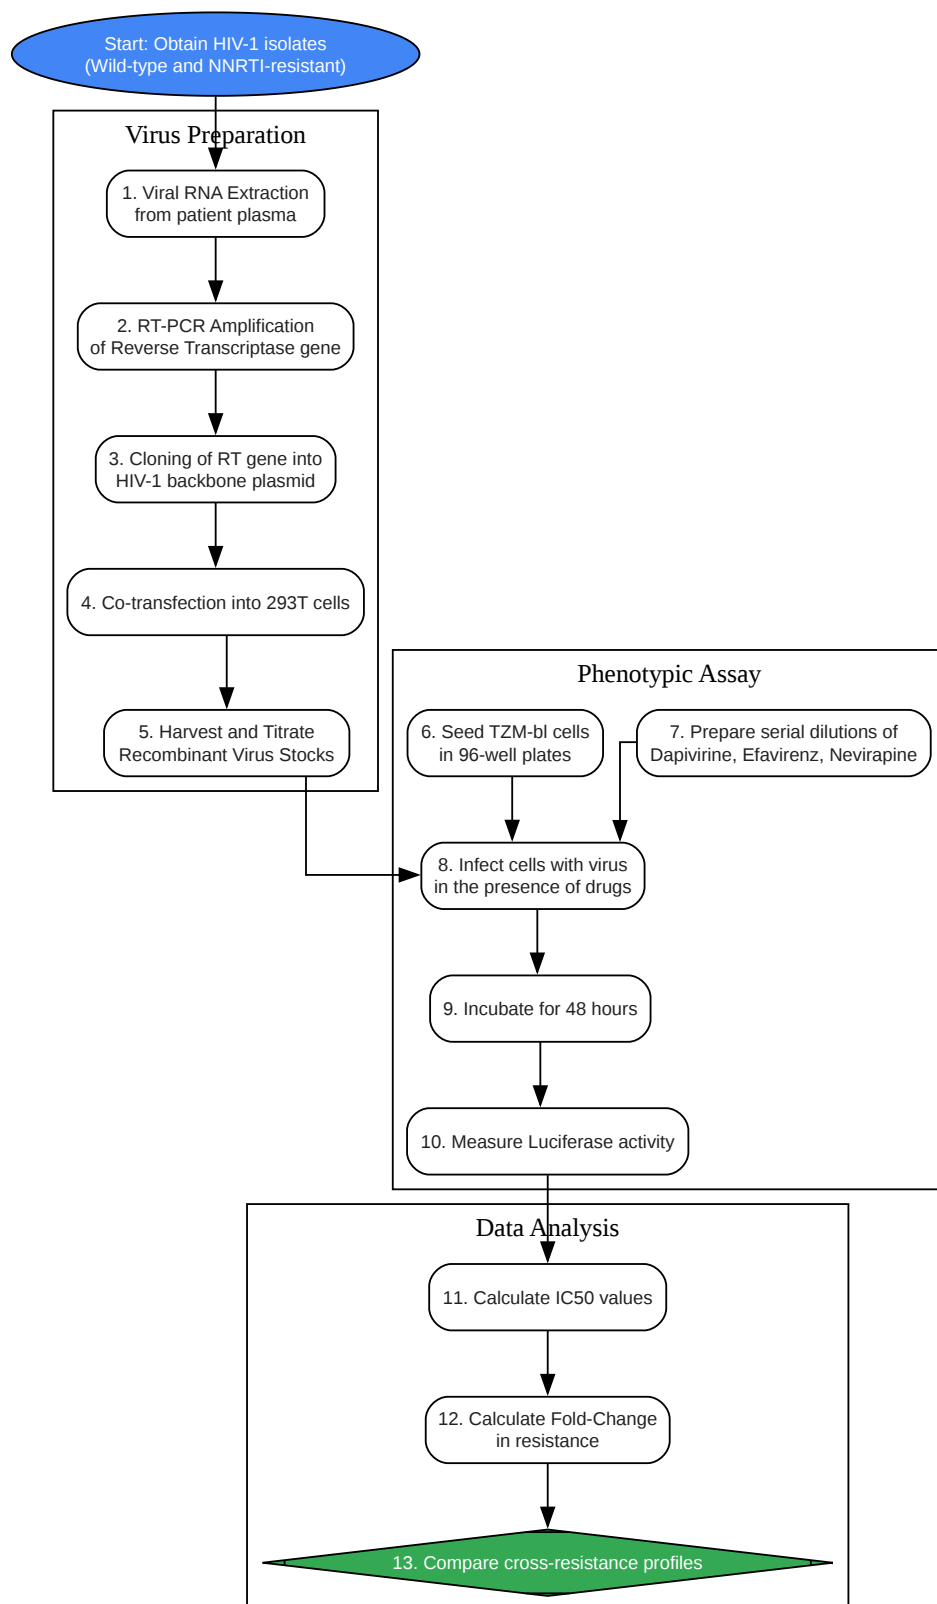 Start: Obtain HIV-1 isolates
(Wild-type and NNRTI-resistant)
Virus Preparation
1. Viral RNA Extraction
from patient plasma
2. RT-PCR Amplification
of Reverse Transcriptase gene
3. Cloning of RT gene into
HIV-1 backbone plasmid
4. Co-transfection into 293T cells
5. Harvest and Titrate
Recombinant Virus Stocks
Phenotypic Assay
6. Seed TZM-bl cells
in 96-well plates
7. Prepare serial dilutions of
Dapivirine, Efavirenz, Nevirapine
8. Infect cells with virus
in the presence of drugs
9. Incubate for 48 hours
10. Measure Luciferase activity
Data Analysis
11. Calculate IC50 values
12. Calculate Fold-Change
in resistance
13. Compare cross-resistance profiles